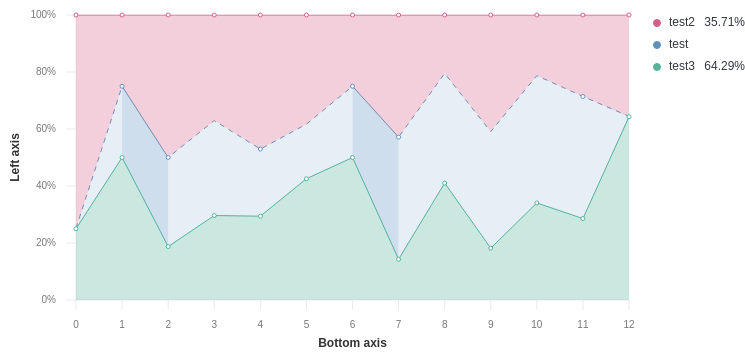 100%
80%
60%
40%
20%
0%
Left axis
0 1 2 3 4 5 6 7 8 9 10 11 12
Bottom axis
test2 35.71%
test
test3 64.29%